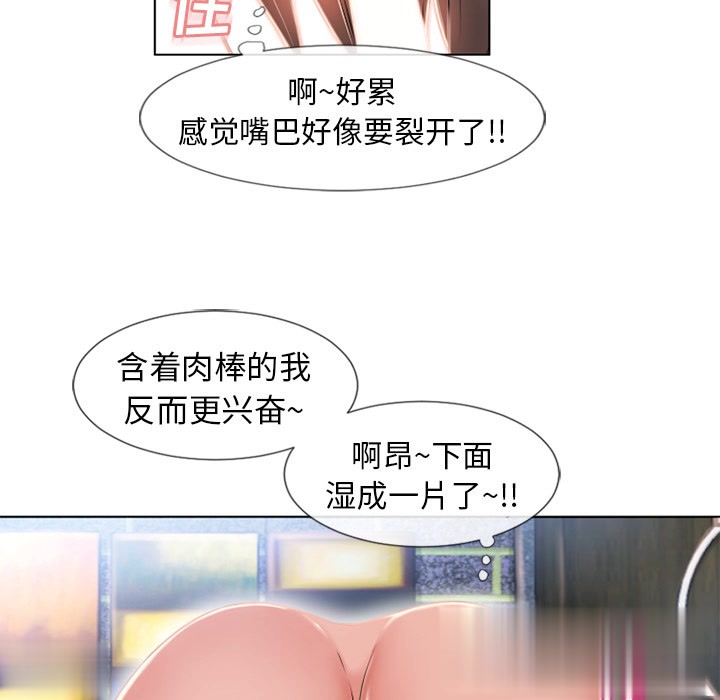 住
啊~好累
感觉嘴巴好像要裂开了!!
含着肉棒的我
反而更兴奋~
啊昂~下面
湿成一片了~!!